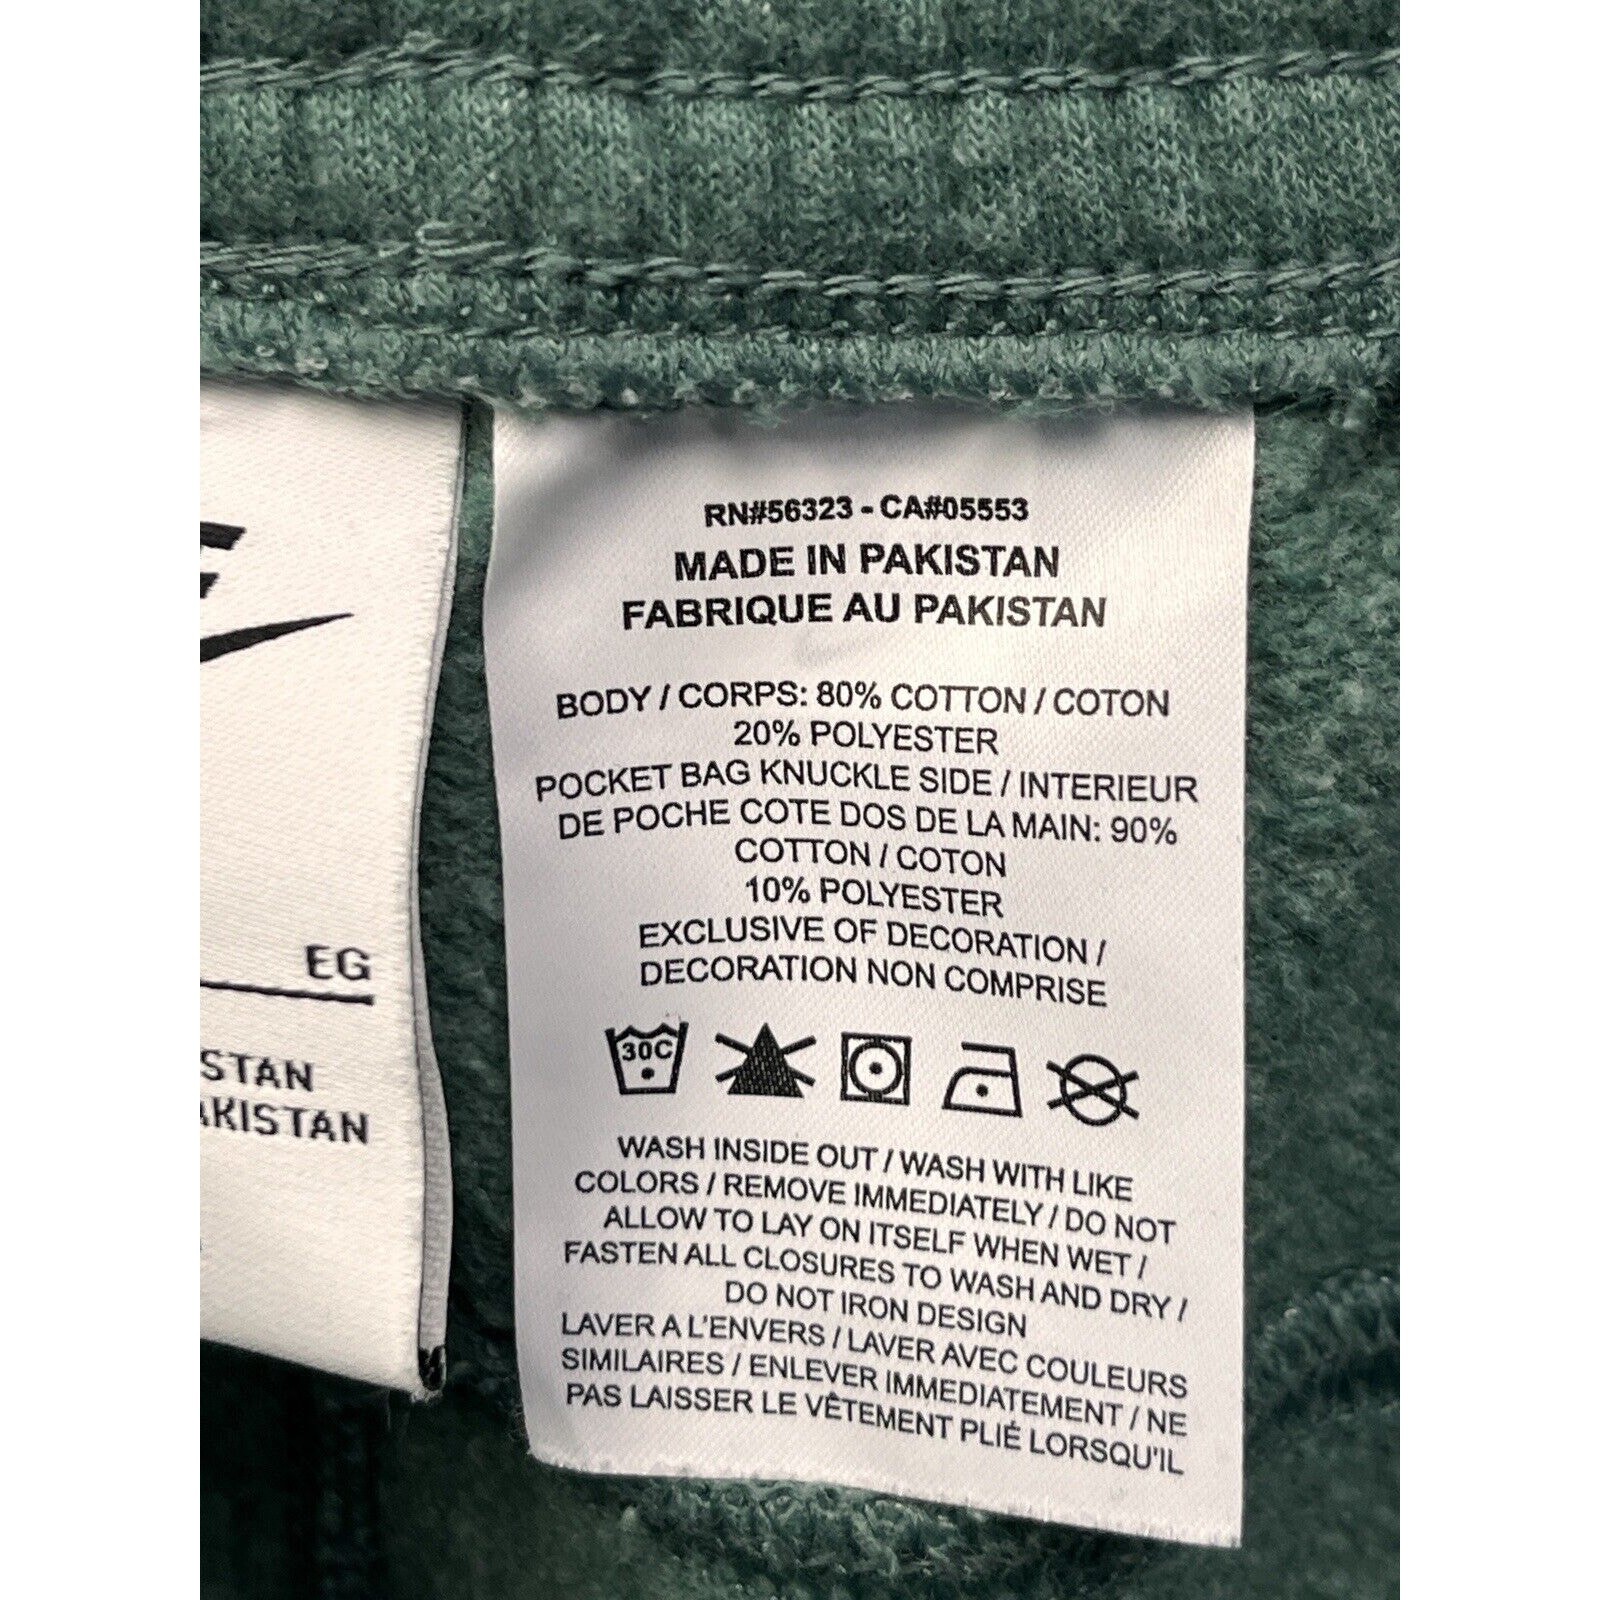 EG
STAN
AKISTAN
RN#56323 - CA#05553
MADE IN PAKISTAN
FABRIQUE AU PAKISTAN
BODY / CORPS: 80% COTTON / COTON
20% POLYESTER
POCKET BAG KNUCKLE SIDE / INTERIEUR
DE POCHE COTE DOS DE LA MAIN: 90%
COTTON / COTON
10% POLYESTER
EXCLUSIVE OF DECORATION /
DECORATION NON COMPRISE
30C
WASH INSIDE OUT / WASH WITH LIKE
COLORS / REMOVE IMMEDIATELY / DO NOT
ALLOW TO LAY ON ITSELF WHEN WET /
FASTEN ALL CLOSURES TO WASH AND DRY /
DO NOT IRON DESIGN
LAVER A L'ENVERS / LAVER AVEC COULEURS
SIMILAIRES / ENLEVER IMMEDIATEMENT / NE
PAS LAISSER LE VÊTEMENT PLIÉ LORSQU'IL